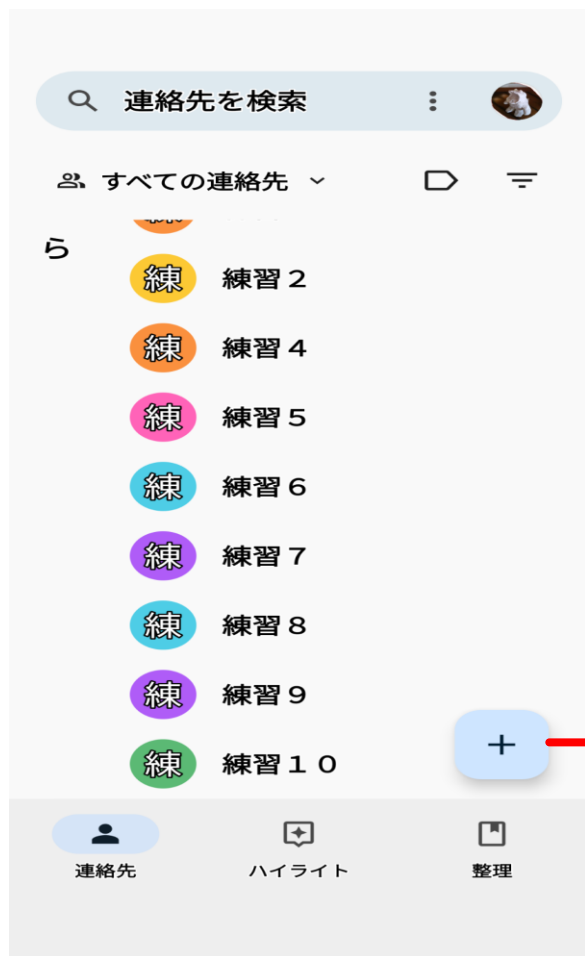 連絡先を検索
すべての連絡先
ら
練 練習２
練 練習４
練 練習５
練 練習６
練 練習７
練 練習８
練 練習９
練 練習１０
連絡先 ハイライト 整理